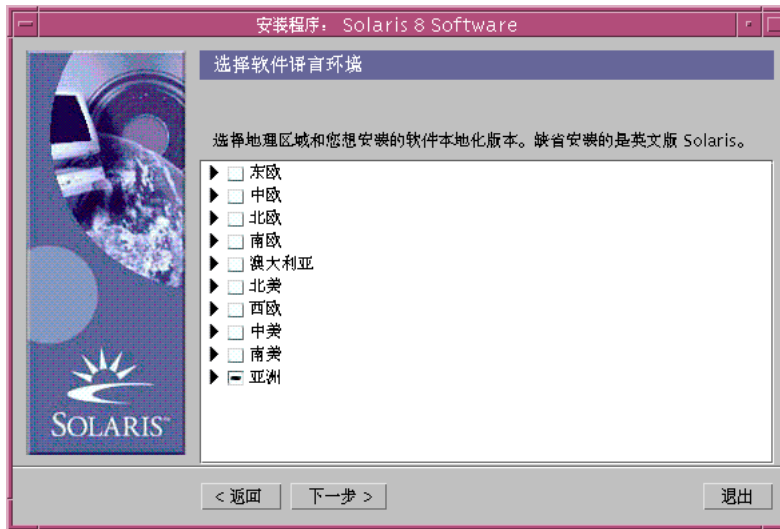 安装程序： Solaris 8 Software
选择软件语言环境
选择地理区域和您想安装的软件本地化版本。缺省安装的是英文版 Solaris。
东欧
中欧
北欧
南欧
澳大利亚
北美
西欧
中美
南美
亚洲
SOLARIS™
< 返回
下一步 >
退出